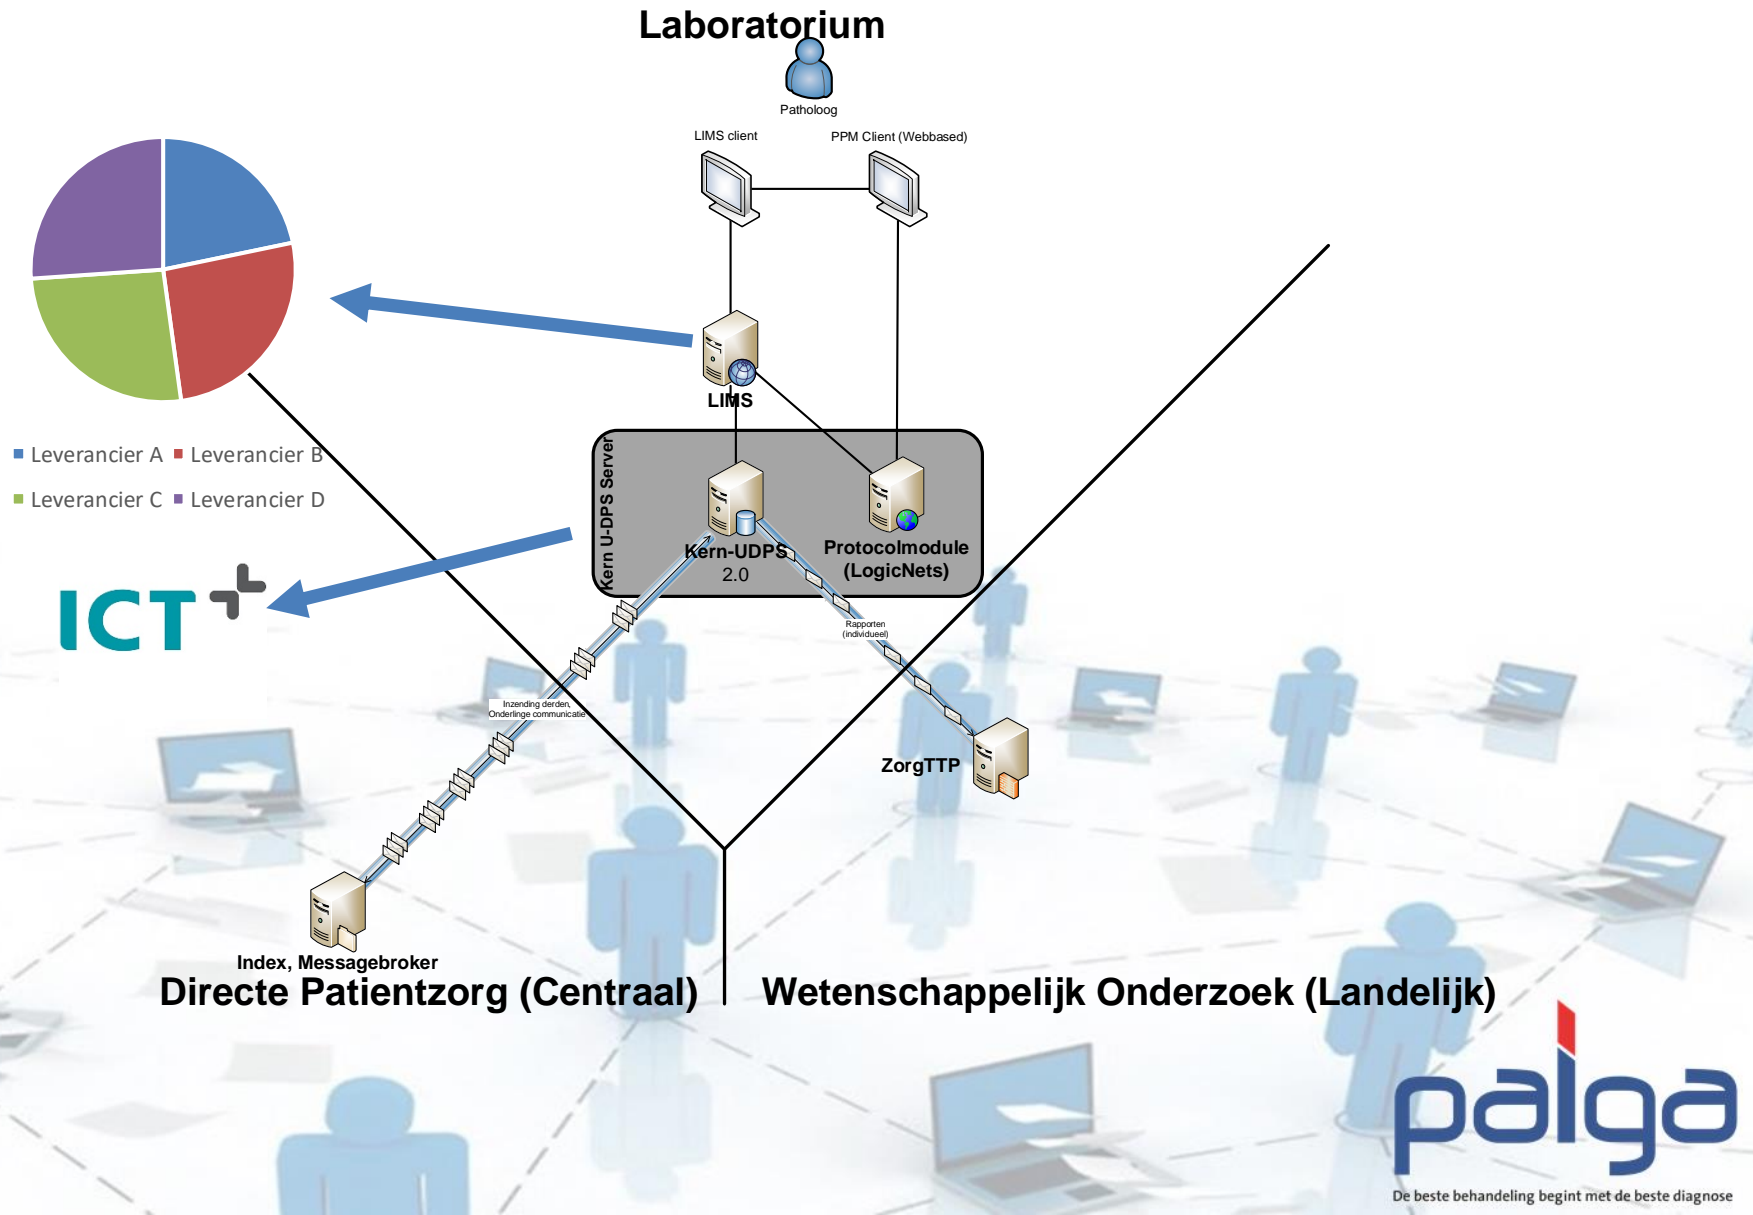 Laboratorium
Patholoog
LIMS client
PPM Client (Webbased)
LIMS
Leverancier A
Leverancier B
Leverancier C
Leverancier D
Kern U-DPS Server
Kern-UDPS
2.0
Protocolmodule
(LogicNets)
ICT
Rapporten
(individueel)
Inzending derden,
Onderlinge communicatie
ZorgTTP
Index, Messagebroker
Directe Patientzorg (Centraal)
Wetenschappelijk Onderzoek (Landelijk)
palga
De beste behandeling begint met de beste diagnose